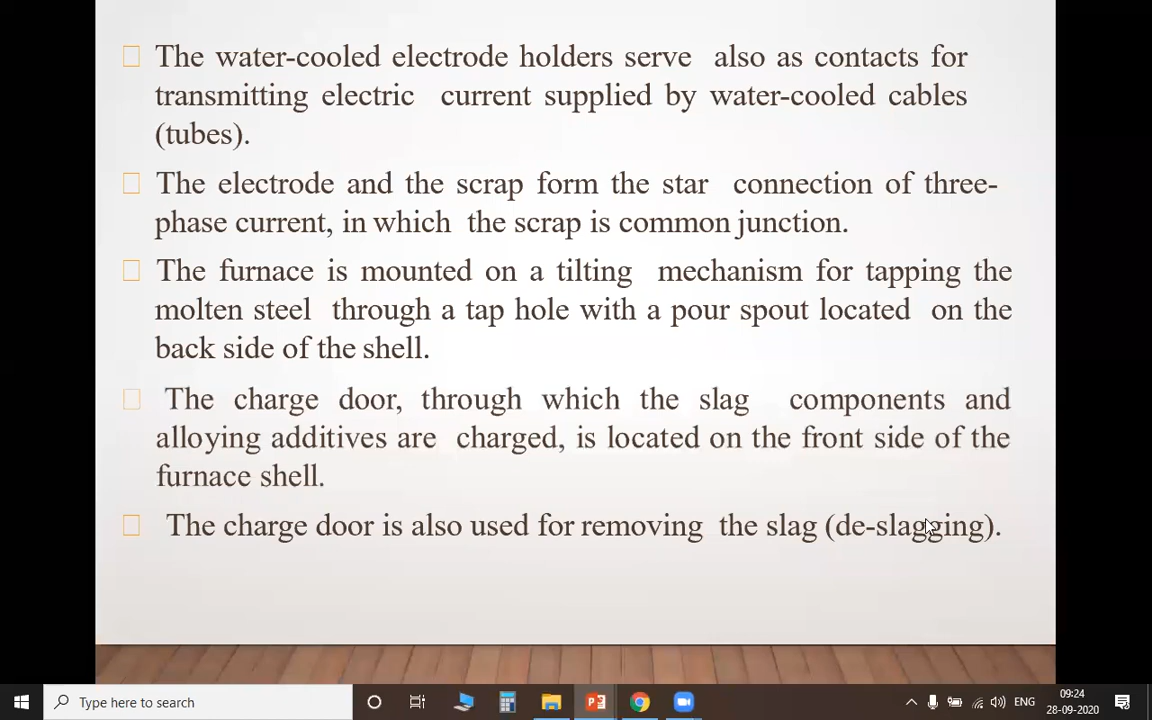 The water-cooled electrode holders serve also as contacts for
transmitting electric current supplied by water-cooled cables
(tubes).
The electrode and the scrap form the star connection of three-
phase current, in which the scrap is common junction.
The furnace is mounted on a tilting mechanism for tapping the
molten steel through a tap hole with a pour spout located on the
back side of the shell.
The charge door, through which the slag components and
alloying additives are charged, is located on the front side of the
furnace shell.
The charge door is also used for removing the slag (de-slagging).
Type here to search
ENG
09:24
28-09-2020